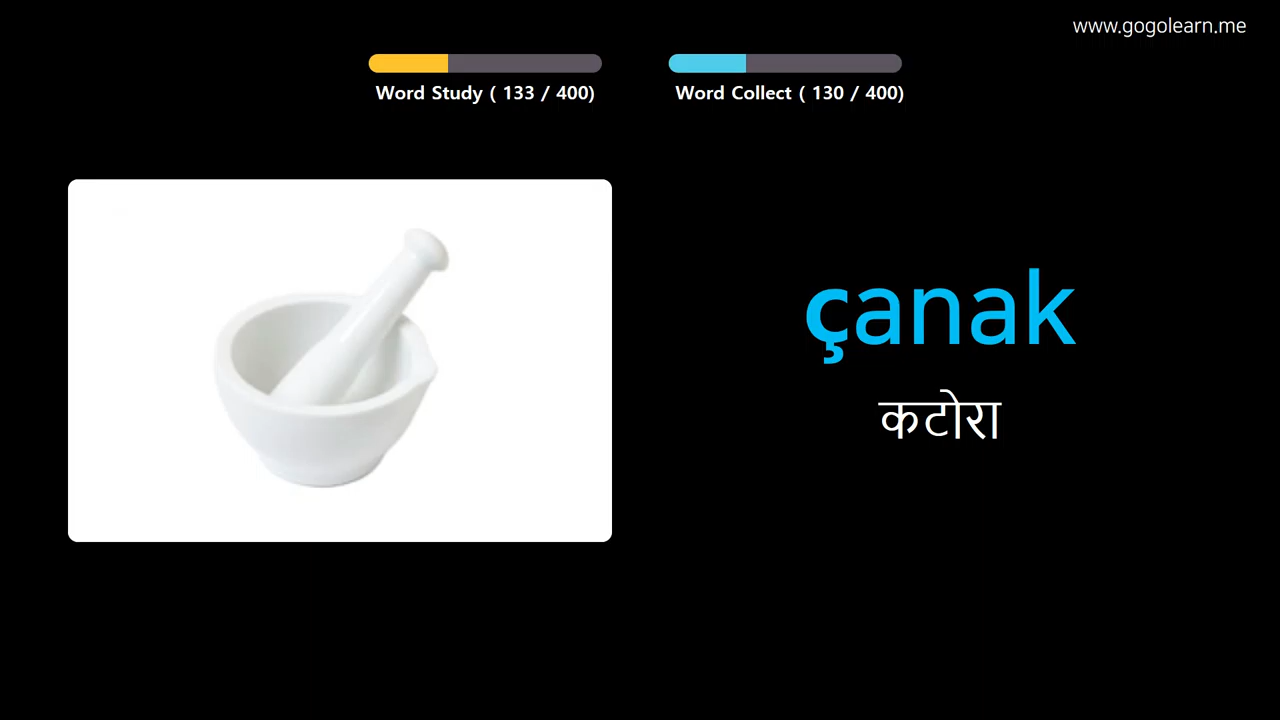 www.gogolearn.me
Word Study ( 133 / 400)
Word Collect ( 130 / 400)
çanak
कटोरा